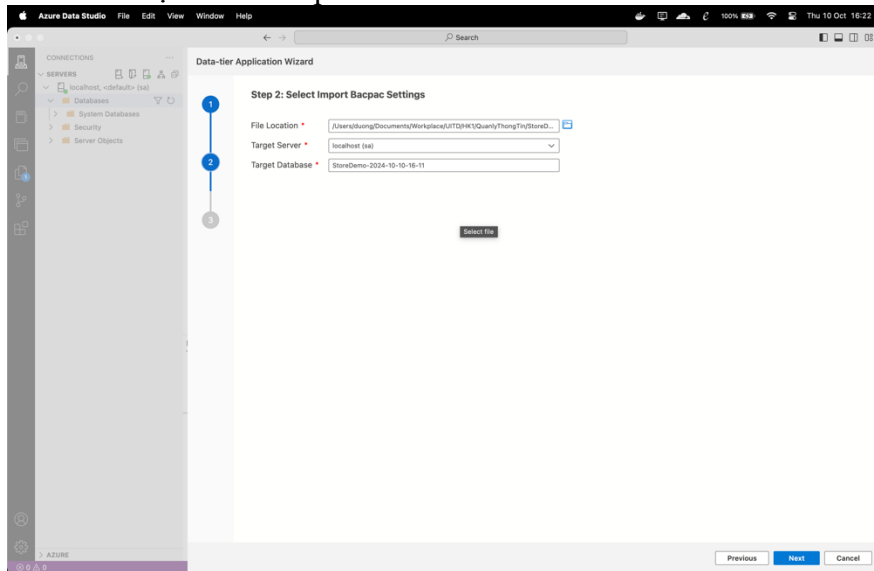 Azure Data Studio File Edit View Window Help 100% Thu 10 Oct 16:22
Search
CONNECTIONS
SERVERS
localhost, <default> (sa)
Databases
System Databases
Security
Server Objects
AZURE
0 0
Data-tier Application Wizard
1
2
3
Step 2: Select Import Bacpac Settings
File Location * /Users/duong/Documents/Workplace/UITD/HK1/QuanlyThongTin/StoreD...
Target Server * localhost (sa)
Target Database * StoreDemo-2024-10-10-16-11
Select file
Previous Next Cancel